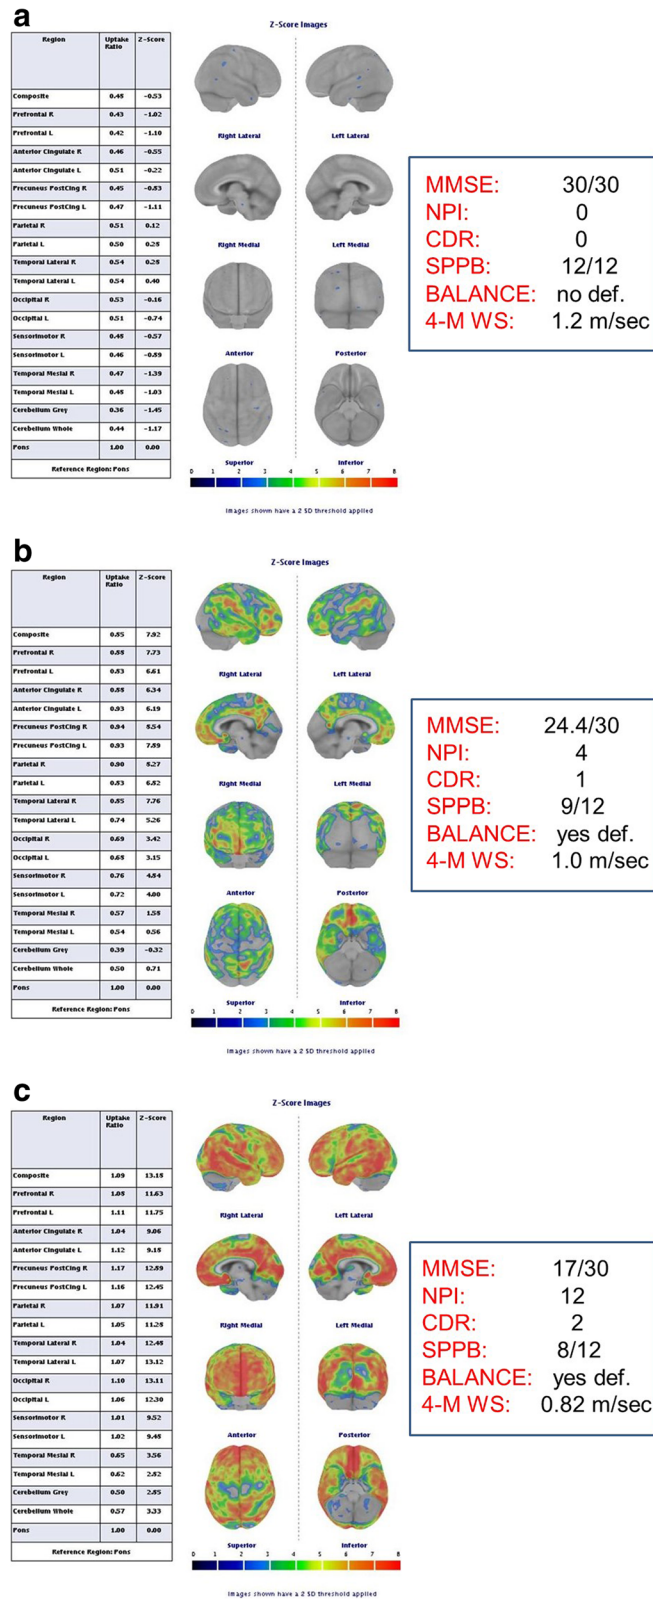 a
Z-Score Images
Region Uptake Ratio Z-Score
Composite 0.48 -0.53
Prefrontal R 0.43 -1.02
Prefrontal L 0.42 -1.10
Anterior Cingulate R 0.46 -0.55
Anterior Cingulate L 0.51 -0.22
Precuneus PostCing R 0.45 -0.83
Precuneus PostCing L 0.47 -1.11
Parietal R 0.51 0.12
Parietal L 0.50 0.28
Temporal Lateral R 0.54 0.28
Temporal Lateral L 0.54 0.40
Occipital R 0.53 -0.16
Occipital L 0.51 -0.74
Sensorimotor R 0.48 -0.57
Sensorimotor L 0.46 -0.89
Temporal Mesial R 0.47 -1.39
Temporal Mesial L 0.48 -1.03
Cerebellum Grey 0.36 -1.45
Cerebellum Whole 0.44 -1.17
Pons 1.00 0.00
Reference Region: Pons
Right Lateral Left Lateral
Right Medial Left Medial
Anterior Posterior
Superior Inferior
0 1 2 3 4 5 6 7 8
Images shown have a 2 SD threshold applied
MMSE: 30/30
NPI: 0
CDR: 0
SPPB: 12/12
BALANCE: no def.
4-M WS: 1.2 m/sec
b
Z-Score Images
Region Uptake Ratio Z-Score
Composite 0.85 7.92
Prefrontal R 0.88 7.73
Prefrontal L 0.83 6.61
Anterior Cingulate R 0.88 6.34
Anterior Cingulate L 0.93 6.19
Precuneus PostCing R 0.94 8.54
Precuneus PostCing L 0.93 7.89
Parietal R 0.90 8.27
Parietal L 0.83 6.82
Temporal Lateral R 0.85 7.76
Temporal Lateral L 0.74 5.26
Occipital R 0.69 3.42
Occipital L 0.68 3.15
Sensorimotor R 0.76 4.84
Sensorimotor L 0.72 4.00
Temporal Mesial R 0.57 1.58
Temporal Mesial L 0.54 0.56
Cerebellum Grey 0.39 -0.32
Cerebellum Whole 0.50 0.71
Pons 1.00 0.00
Reference Region: Pons
Right Lateral Left Lateral
Right Medial Left Medial
Anterior Posterior
Superior Inferior
0 1 2 3 4 5 6 7 8
Images shown have a 2 SD threshold applied
MMSE: 24.4/30
NPI: 4
CDR: 1
SPPB: 9/12
BALANCE: yes def.
4-M WS: 1.0 m/sec
c
Z-Score Images
Region Uptake Ratio Z-Score
Composite 1.09 13.18
Prefrontal R 1.08 11.63
Prefrontal L 1.11 11.75
Anterior Cingulate R 1.04 9.06
Anterior Cingulate L 1.12 9.18
Precuneus PostCing R 1.17 12.89
Precuneus PostCing L 1.16 12.45
Parietal R 1.07 11.91
Parietal L 1.05 11.28
Temporal Lateral R 1.04 12.48
Temporal Lateral L 1.07 13.12
Occipital R 1.10 13.11
Occipital L 1.06 12.30
Sensorimotor R 1.01 9.52
Sensorimotor L 1.02 9.48
Temporal Mesial R 0.65 3.56
Temporal Mesial L 0.62 2.82
Cerebellum Grey 0.50 2.85
Cerebellum Whole 0.57 3.33
Pons 1.00 0.00
Reference Region: Pons
Right Lateral Left Lateral
Right Medial Left Medial
Anterior Posterior
Superior Inferior
0 1 2 3 4 5 6 7 8
Images shown have a 2 SD threshold applied
MMSE: 17/30
NPI: 12
CDR: 2
SPPB: 8/12
BALANCE: yes def.
4-M WS: 0.82 m/sec